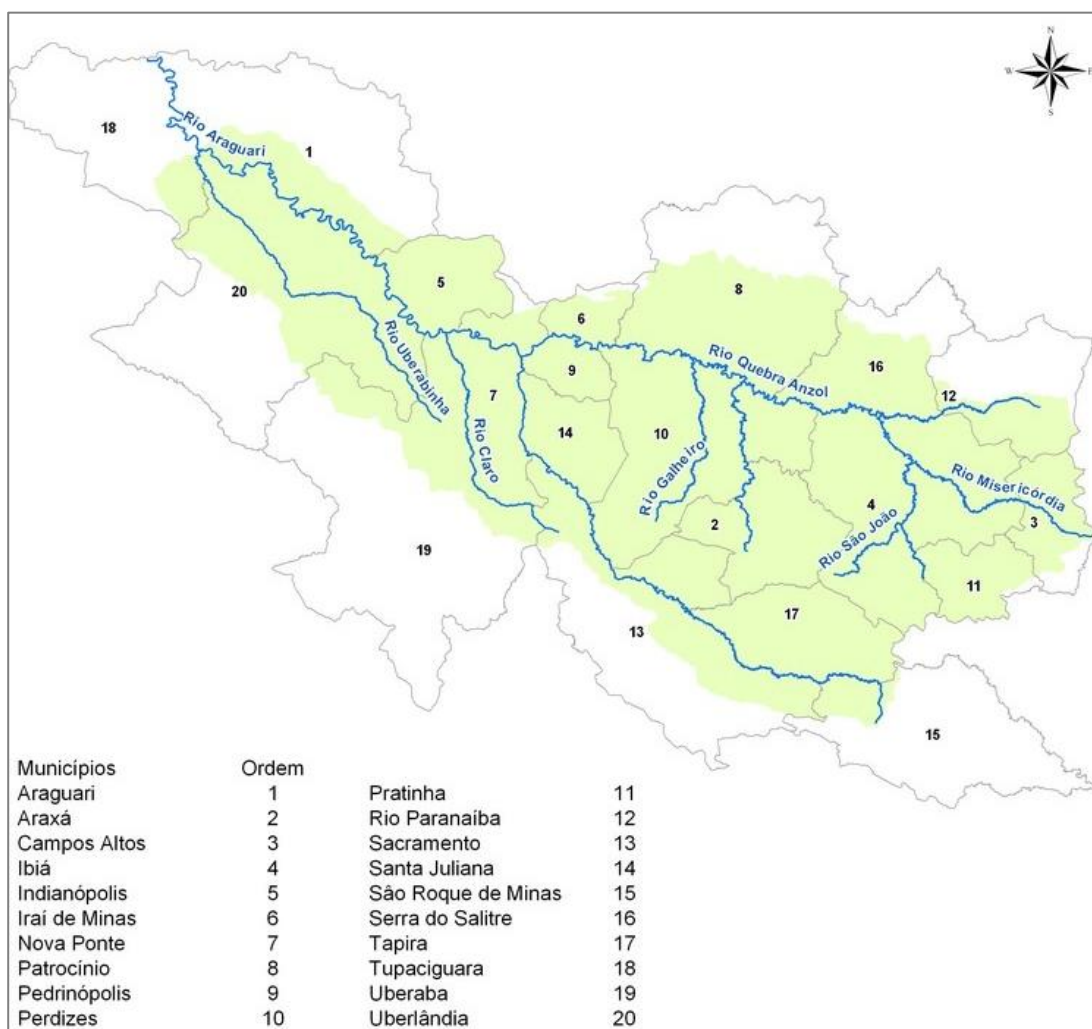 N
W E
S
18
Rio Araguari
1
20
5
8
6
Rio Uberabinha
Rio Quebra Anzol
16
7
9
12
Rio Claro
14
10
Rio Galheiro
Rio Misericórdia
4
2
Rio São João
3
19
11
13
17
15
Municípios Ordem
Araguari 1 Pratinha 11
Araxá 2 Rio Paranaíba 12
Campos Altos 3 Sacramento 13
Ibiá 4 Santa Juliana 14
Indianópolis 5 Sâo Roque de Minas 15
Iraí de Minas 6 Serra do Salitre 16
Nova Ponte 7 Tapira 17
Patrocínio 8 Tupaciguara 18
Pedrinópolis 9 Uberaba 19
Perdizes 10 Uberlândia 20